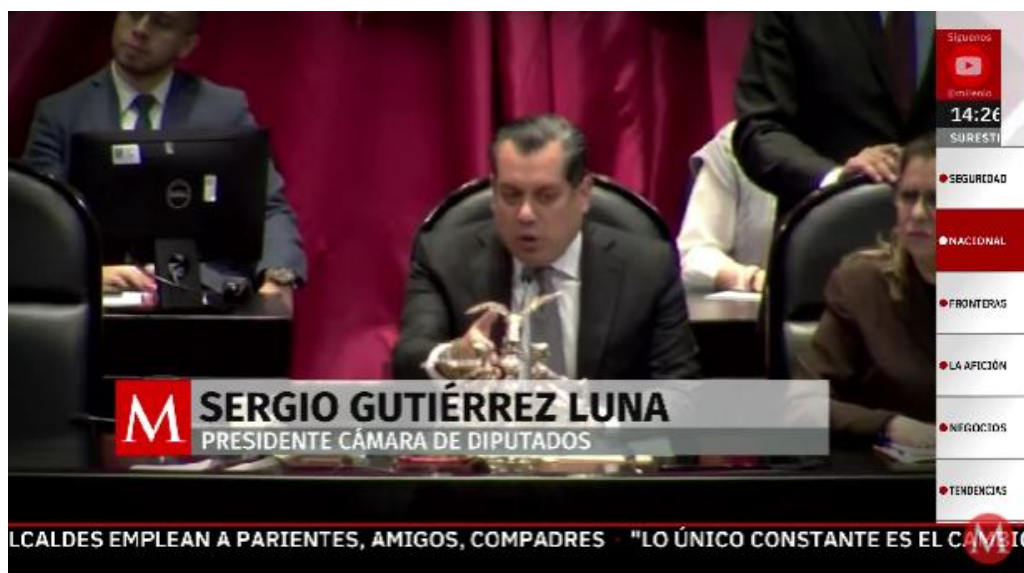 Síguenos
@milenio
14:26
SURESTE
SEGURIDAD
NACIONAL
FRONTERAS
LA AFICIÓN
NEGOCIOS
TENDENCIAS
DELL
M
SERGIO GUTIÉRREZ LUNA
PRESIDENTE CÁMARA DE DIPUTADOS
LCALDES EMPLEAN A PARIENTES, AMIGOS, COMPADRES "LO ÚNICO CONSTANTE ES EL CAMBIO
M